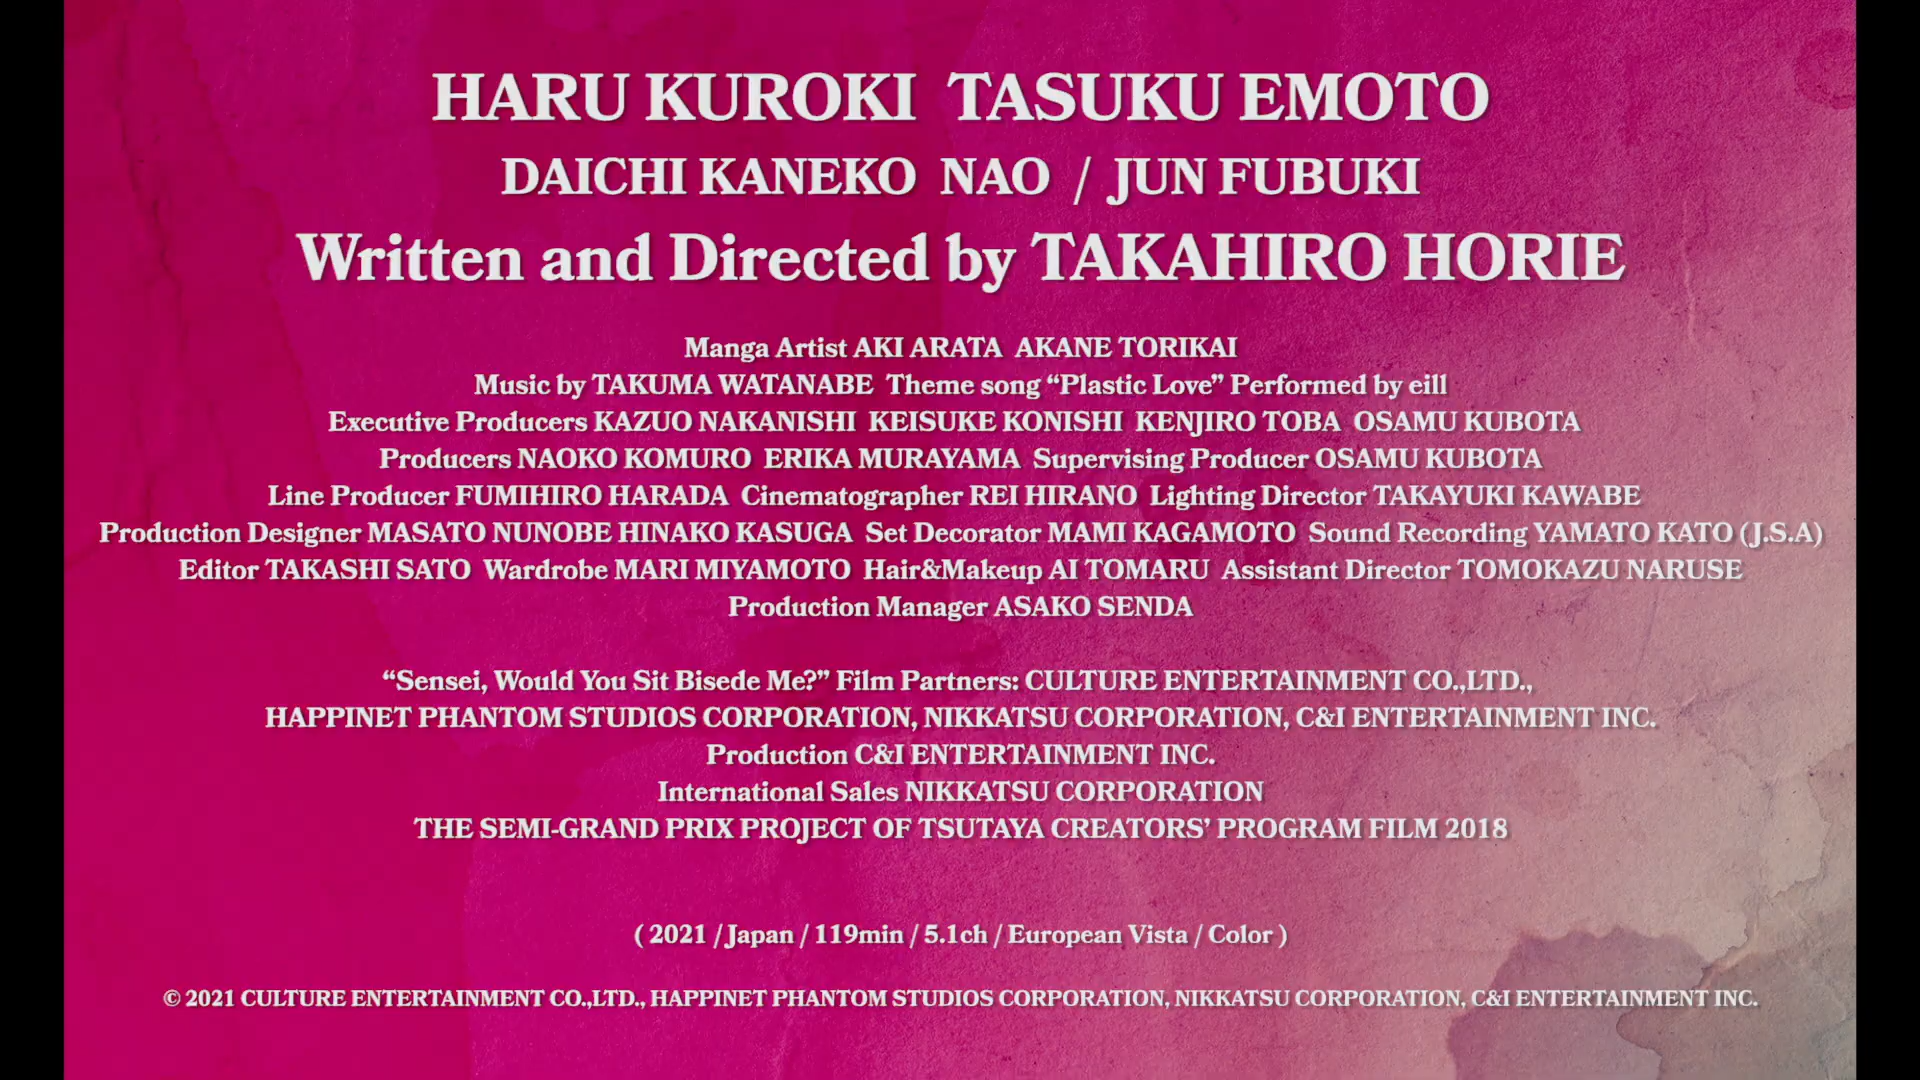 HARU KUROKI TASUKU EMOTO
DAICHI KANEKO NAO / JUN FUBUKI
Written and Directed by TAKAHIRO HORIE
Manga Artist AKI ARATA AKANE TORIKAI
Music by TAKUMA WATANABE Theme song “Plastic Love” Performed by eill
Executive Producers KAZUO NAKANISHI KEISUKE KONISHI KENJIRO TOBA OSAMU KUBOTA
Producers NAOKO KOMURO ERIKA MURAYAMA Supervising Producer OSAMU KUBOTA
Line Producer FUMIHIRO HARADA Cinematographer REI HIRANO Lighting Director TAKAYUKI KAWABE
Production Designer MASATO NUNOBE HINAKO KASUGA Set Decorator MAMI KAGAMOTO Sound Recording YAMATO KATO (J.S.A)
Editor TAKASHI SATO Wardrobe MARI MIYAMOTO Hair&Makeup AI TOMARU Assistant Director TOMOKAZU NARUSE
Production Manager ASAKO SENDA
“Sensei, Would You Sit Bisede Me?” Film Partners: CULTURE ENTERTAINMENT CO.,LTD.,
HAPPINET PHANTOM STUDIOS CORPORATION, NIKKATSU CORPORATION, C&I ENTERTAINMENT INC.
Production C&I ENTERTAINMENT INC.
International Sales NIKKATSU CORPORATION
THE SEMI-GRAND PRIX PROJECT OF TSUTAYA CREATORS’ PROGRAM FILM 2018
( 2021 / Japan / 119min / 5.1ch / European Vista / Color )
© 2021 CULTURE ENTERTAINMENT CO.,LTD., HAPPINET PHANTOM STUDIOS CORPORATION, NIKKATSU CORPORATION, C&I ENTERTAINMENT INC.